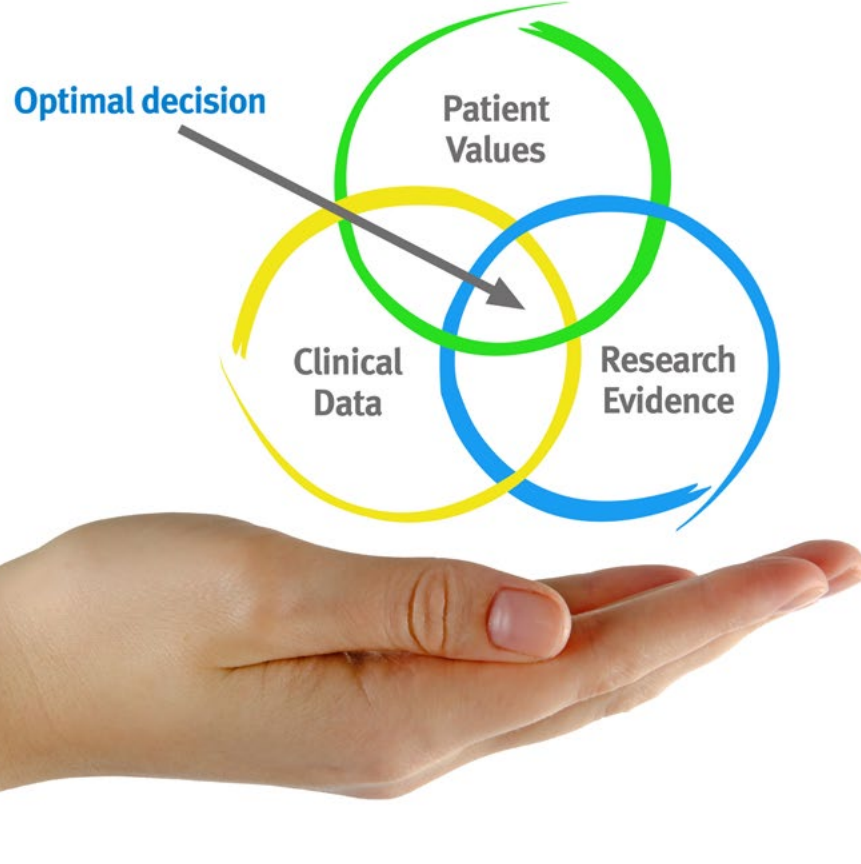 Optimal decision
Patient
Values
Clinical
Data
Research
Evidence